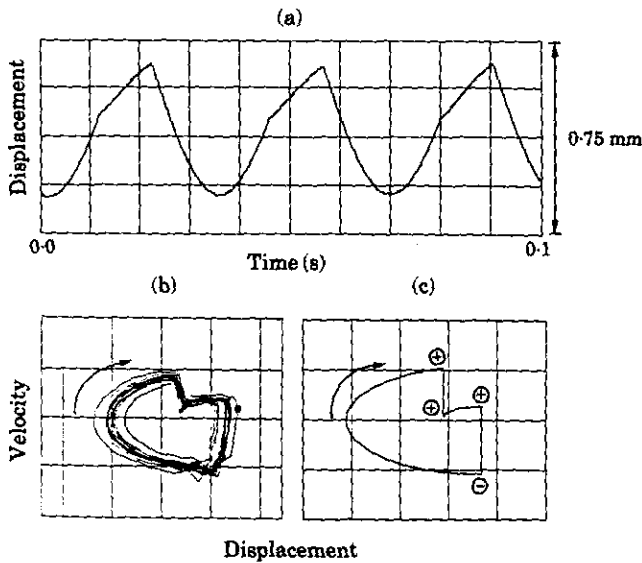 (a)
Displacement
0·75 mm
0·0
0·1
Time (s)
(b)
(c)
Velocity
⊕
⊕
⊕
⊖
Displacement